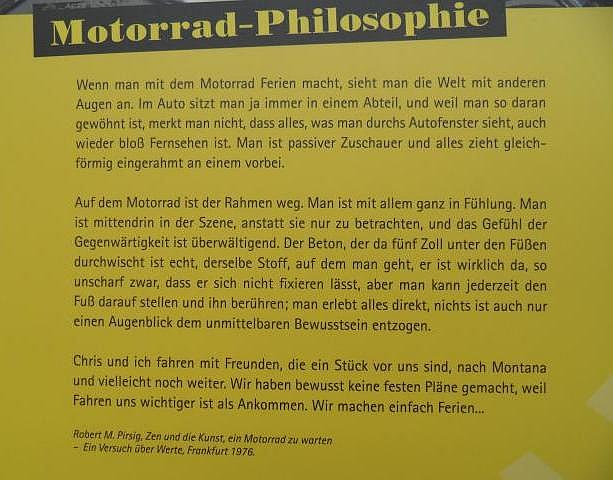 Motorrad-Philosophie
Wenn man mit dem Motorrad Ferien macht, sieht man die Welt mit anderen
Augen an. Im Auto sitzt man ja immer in einem Abteil, und weil man so daran
gewöhnt ist, merkt man nicht, dass alles, was man durchs Autofenster sieht, auch
wieder bloß Fernsehen ist. Man ist passiver Zuschauer und alles zieht gleich-
förmig eingerahmt an einem vorbei.
Auf dem Motorrad ist der Rahmen weg. Man ist mit allem ganz in Fühlung. Man
ist mittendrin in der Szene, anstatt sie nur zu betrachten, und das Gefühl der
Gegenwärtigkeit ist überwältigend. Der Beton, der da fünf Zoll unter den Füßen
durchwischt ist echt, derselbe Stoff, auf dem man geht, er ist wirklich da, so
unscharf zwar, dass er sich nicht fixieren lässt, aber man kann jederzeit den
Fuß darauf stellen und ihn berühren; man erlebt alles direkt, nichts ist auch nur
einen Augenblick dem unmittelbaren Bewusstsein entzogen.
Chris und ich fahren mit Freunden, die ein Stück vor uns sind, nach Montana
und vielleicht noch weiter. Wir haben bewusst keine festen Pläne gemacht, weil
Fahren uns wichtiger ist als Ankommen. Wir machen einfach Ferien...
Robert M. Pirsig, Zen und die Kunst, ein Motorrad zu warten
– Ein Versuch über Werte, Frankfurt 1976.